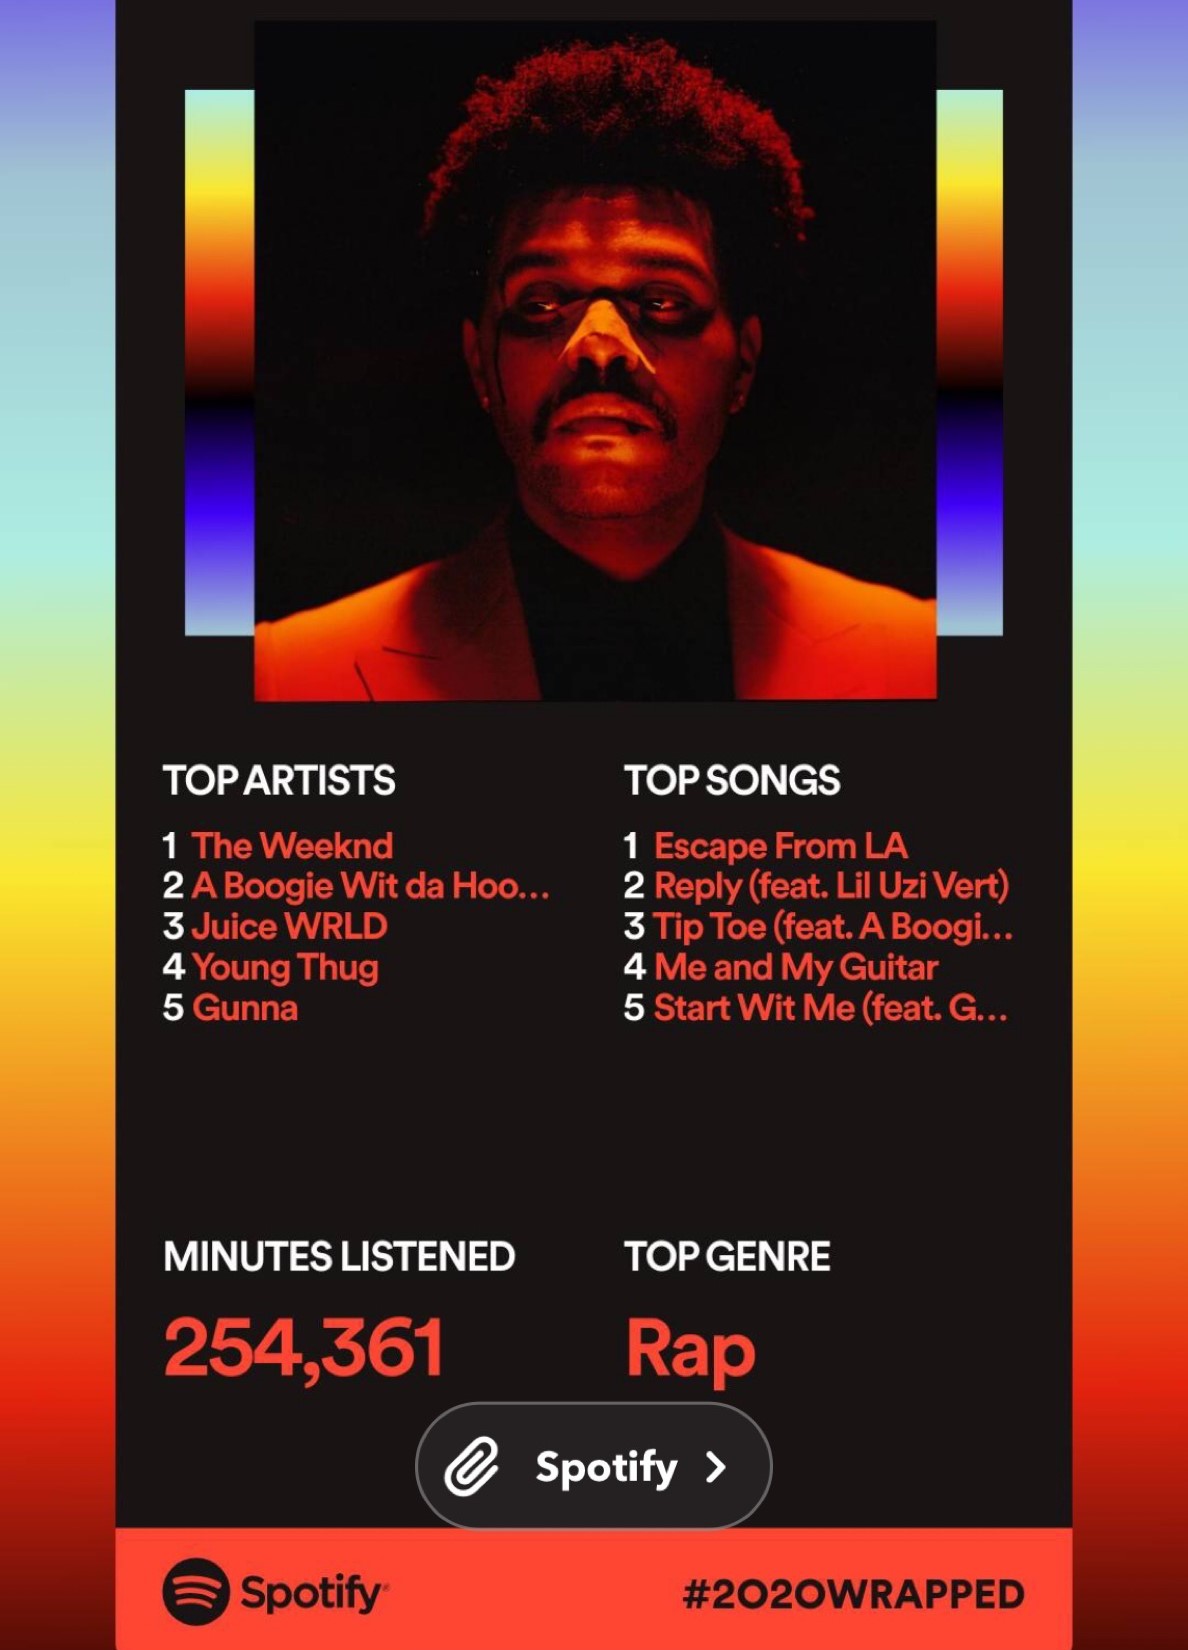 TOP ARTISTS
1 The Weeknd
2 A Boogie Wit da Hoo...
3 Juice WRLD
4 Young Thug
5 Gunna
TOP SONGS
1 Escape From LA
2 Reply (feat. Lil Uzi Vert)
3 Tip Toe (feat. A Boogi...
4 Me and My Guitar
5 Start Wit Me (feat. G...
MINUTES LISTENED
254,361
TOP GENRE
Rap
Spotify
Spotify
#2020WRAPPED